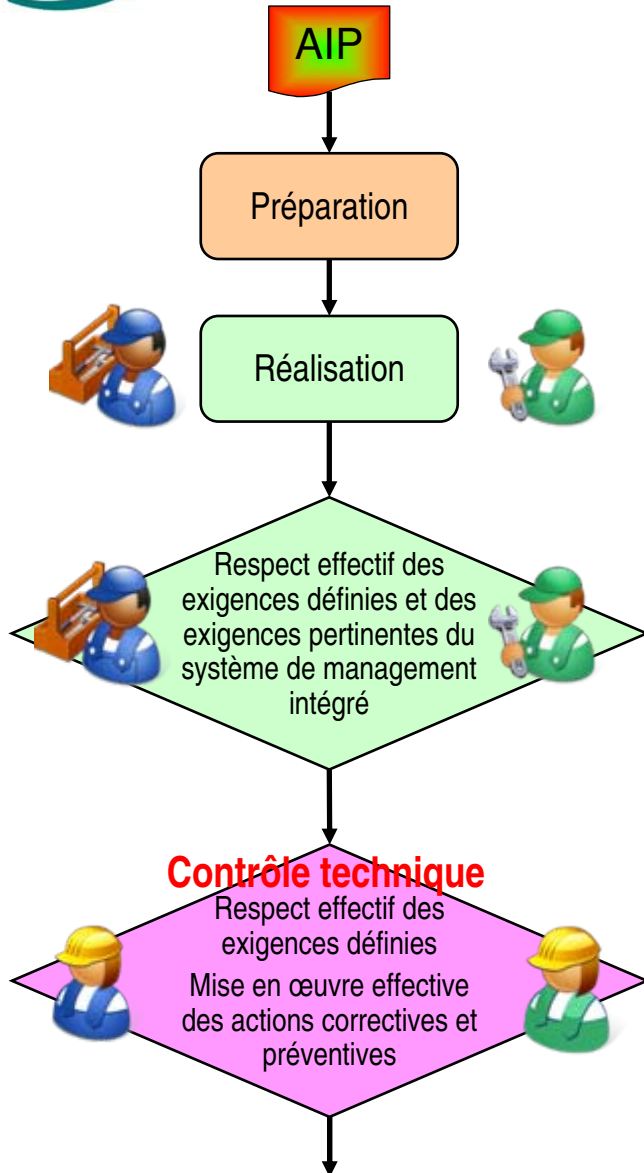 AIP
Préparation
Réalisation
Respect effectif des
exigences définies et des
exigences pertinentes du
système de management
intégré
Contrôle technique
Respect effectif des
exigences définies
Mise en œuvre effective
des actions correctives et
préventives